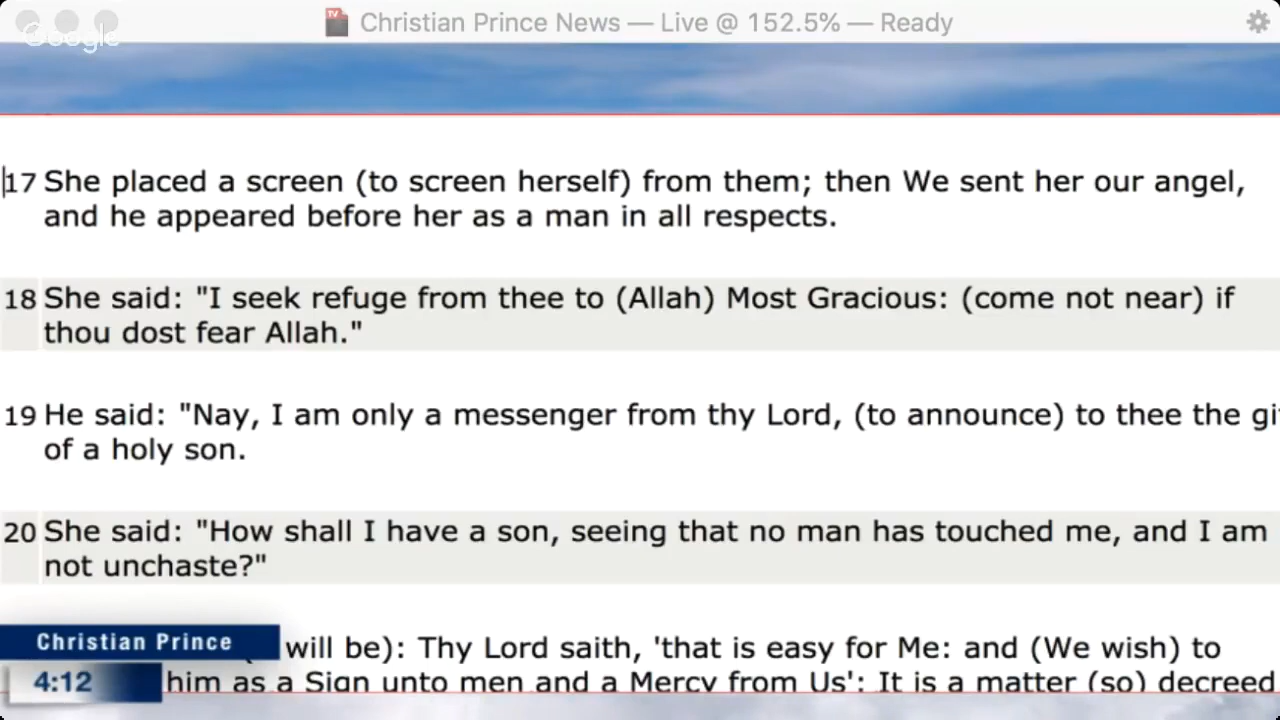 Google
TV
Christian Prince News — Live @ 152.5% — Ready
17 She placed a screen (to screen herself) from them; then We sent her our angel,
and he appeared before her as a man in all respects.
18 She said: "I seek refuge from thee to (Allah) Most Gracious: (come not near) if
thou dost fear Allah."
19 He said: "Nay, I am only a messenger from thy Lord, (to announce) to thee the
of a holy son.
20 She said: "How shall I have a son, seeing that no man has touched me, and I am
not unchaste?"
will be): Thy Lord saith, 'that is easy for Me: and (We wish) to
him as a Sign unto men and a Mercy from Us': It is a matter (so) decreed
Christian Prince
4:12